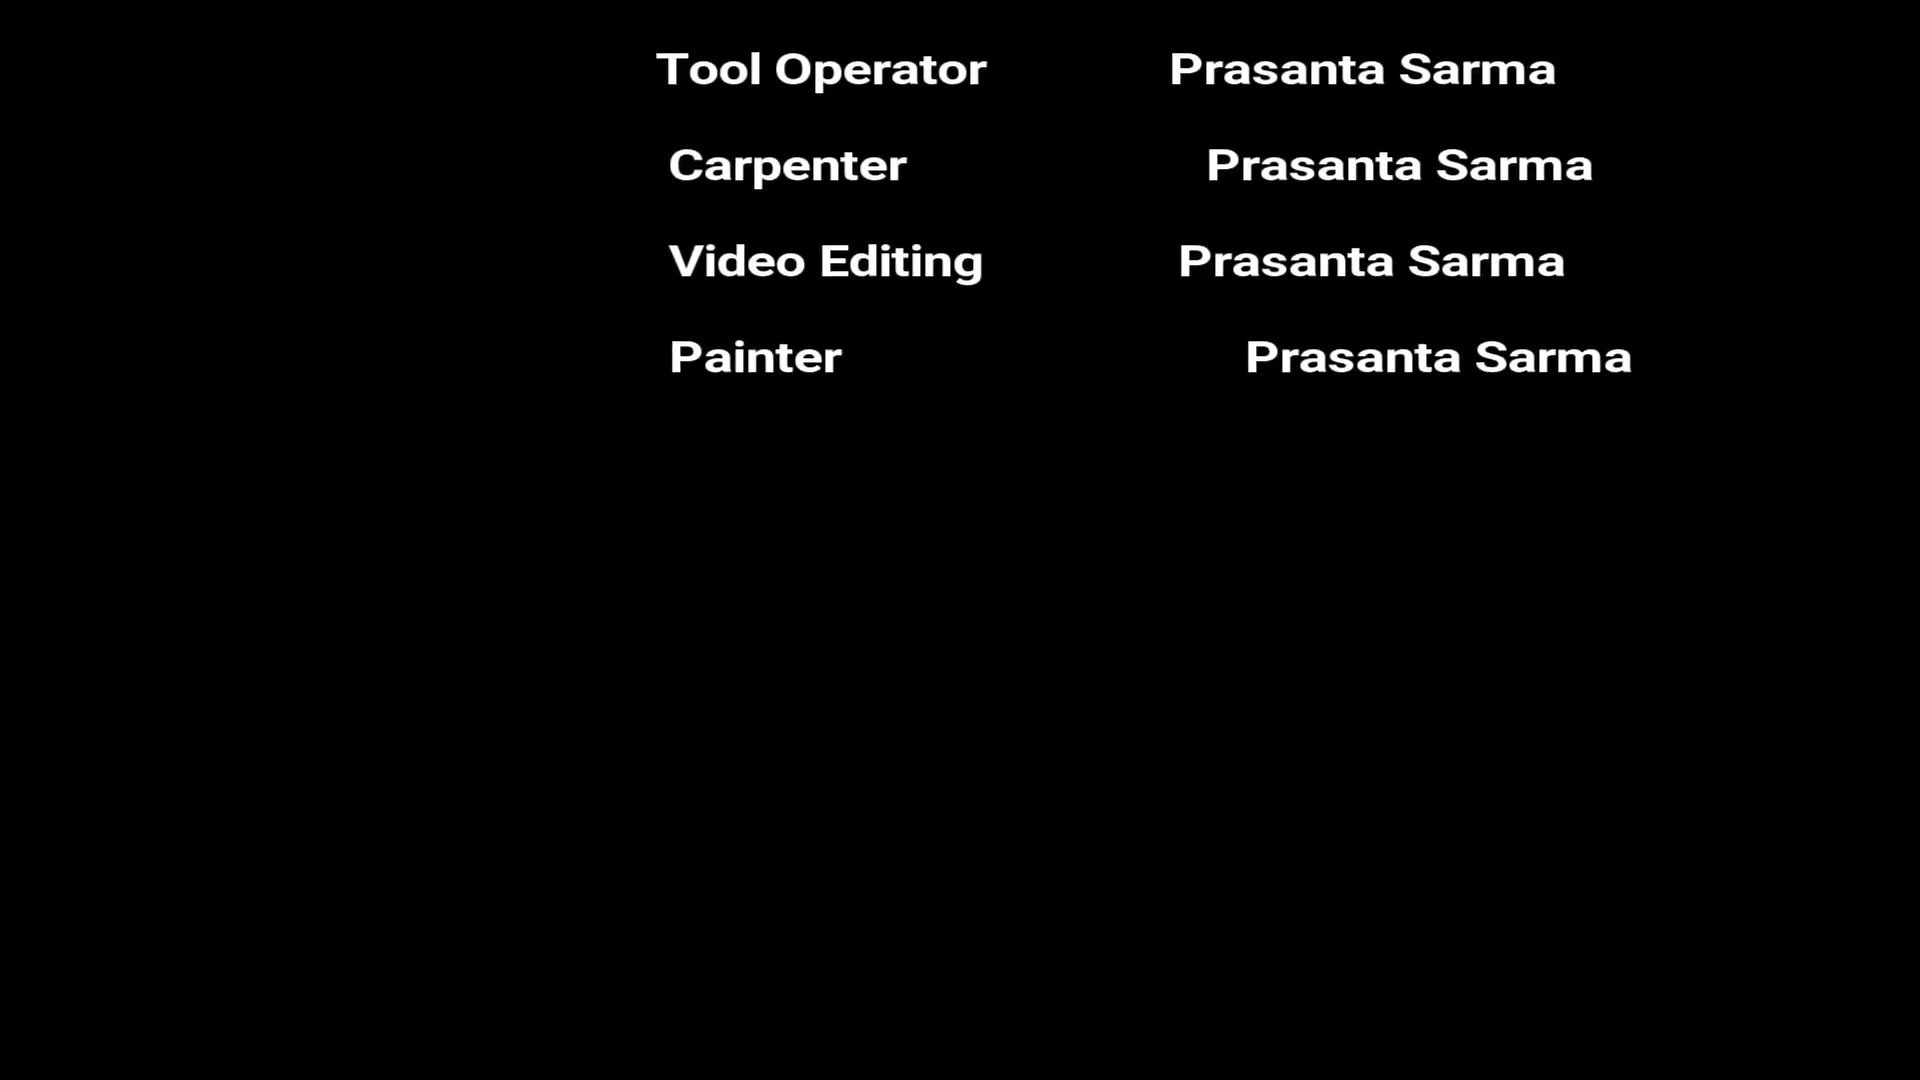 Tool Operator Prasanta Sarma
Carpenter Prasanta Sarma
Video Editing Prasanta Sarma
Painter Prasanta Sarma